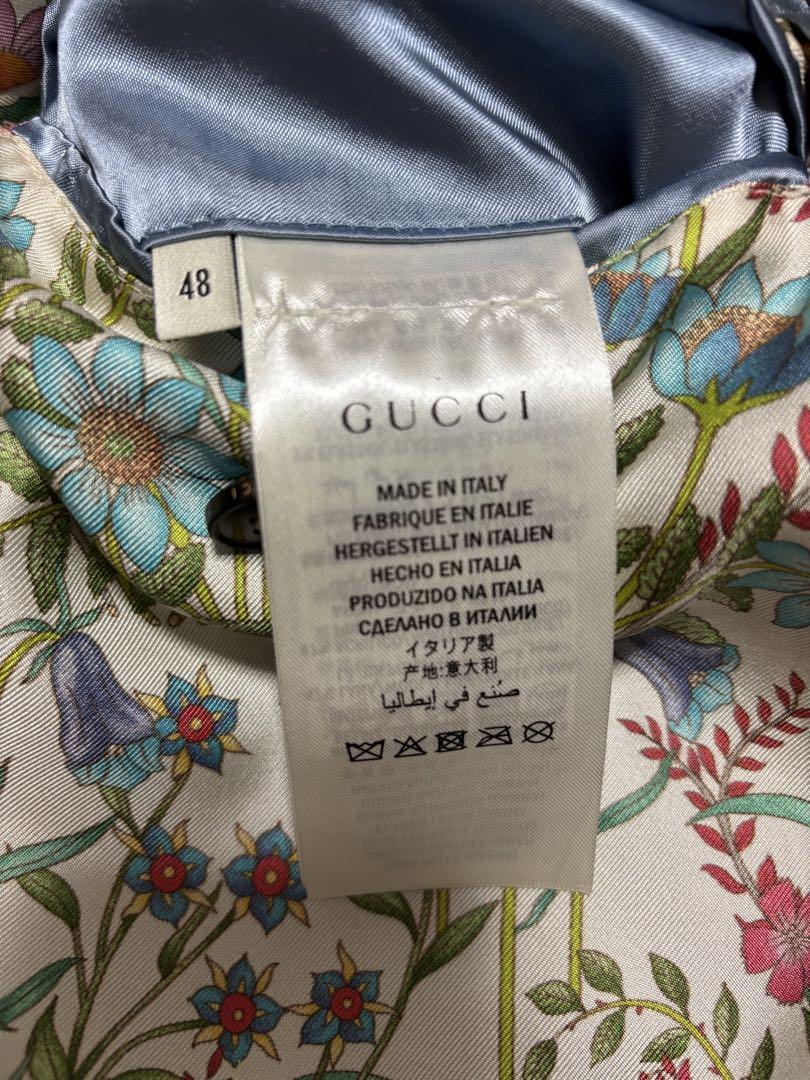 48
GUCCI
MADE IN ITALY
FABRIQUE EN ITALIE
HERGESTELLT IN ITALIEN
HECHO EN ITALIA
PRODUZIDO NA ITALIA
СДЕЛАНО В ИТАЛИИ
イタリア製
产地:意大利
صُنع في إيطاليا